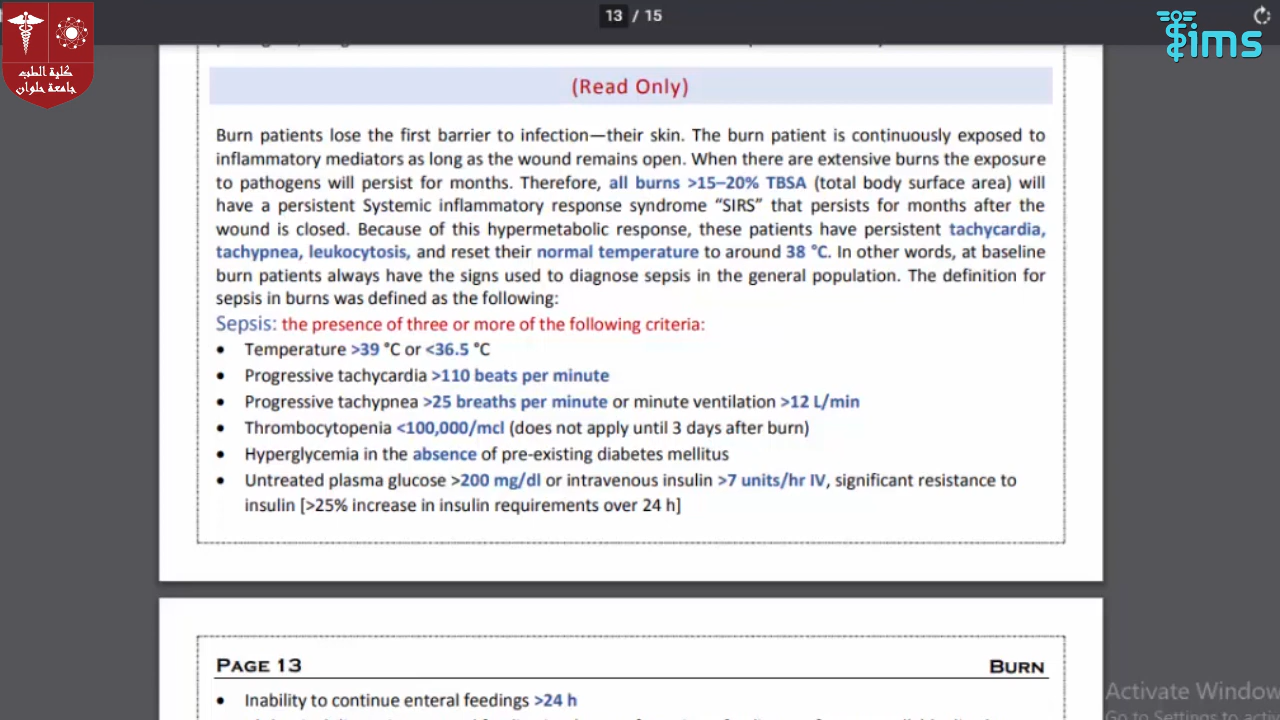 13 / 15
كلية الطب
جامعة حلوان
ims
(Read Only)
Burn patients lose the first barrier to infection—their skin. The burn patient is continuously exposed to
inflammatory mediators as long as the wound remains open. When there are extensive burns the exposure
to pathogens will persist for months. Therefore, all burns >15–20% TBSA (total body surface area) will
have a persistent Systemic inflammatory response syndrome “SIRS” that persists for months after the
wound is closed. Because of this hypermetabolic response, these patients have persistent tachycardia,
tachypnea, leukocytosis, and reset their normal temperature to around 38 °C. In other words, at baseline
burn patients always have the signs used to diagnose sepsis in the general population. The definition for
sepsis in burns was defined as the following:
Sepsis: the presence of three or more of the following criteria:
• Temperature >39 °C or <36.5 °C
• Progressive tachycardia >110 beats per minute
• Progressive tachypnea >25 breaths per minute or minute ventilation >12 L/min
• Thrombocytopenia <100,000/mcl (does not apply until 3 days after burn)
• Hyperglycemia in the absence of pre-existing diabetes mellitus
• Untreated plasma glucose >200 mg/dl or intravenous insulin >7 units/hr IV, significant resistance to
insulin [>25% increase in insulin requirements over 24 h]
PAGE 13
BURN
• Inability to continue enteral feedings >24 h
Activate Window
Go to Settings to acti